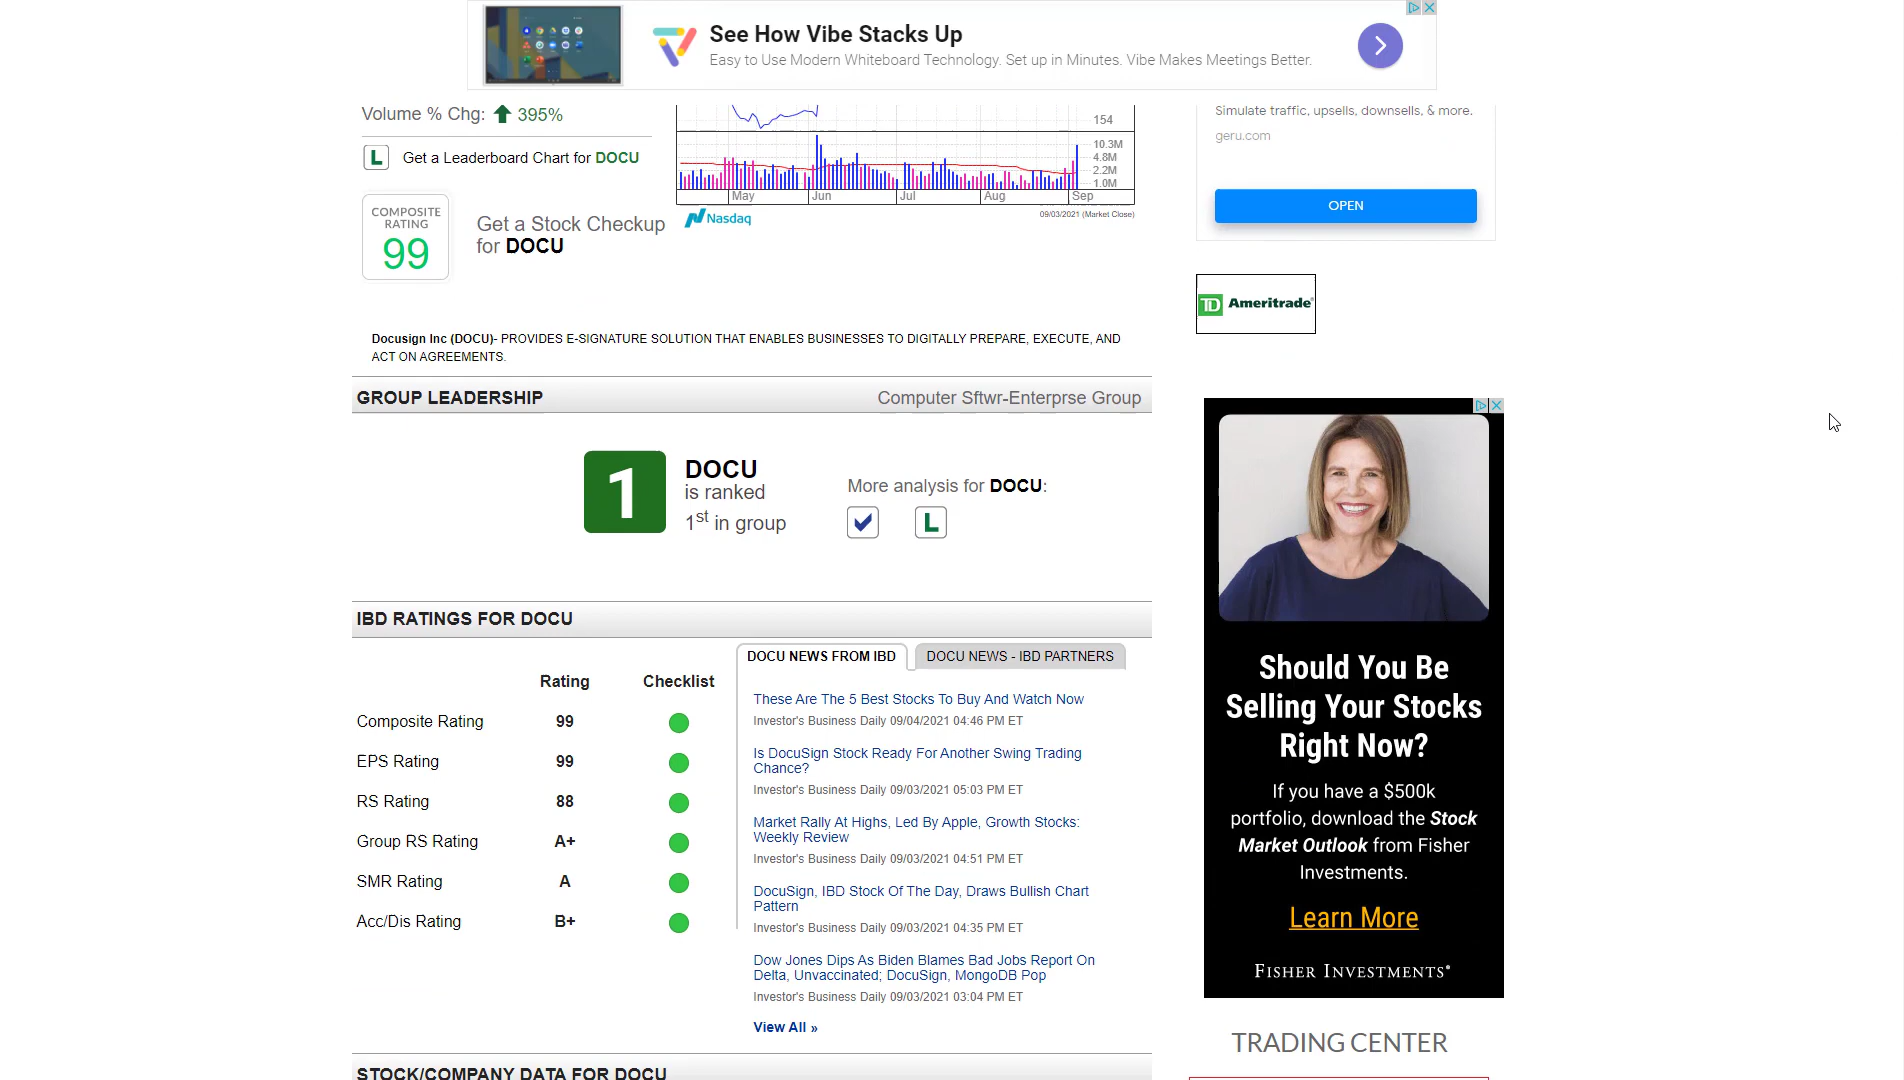 See How Vibe Stacks Up
Easy to Use Modern Whiteboard Technology. Set up in Minutes. Vibe Makes Meetings Better.
Volume % Chg: 395%
L Get a Leaderboard Chart for DOCU
COMPOSITE
RATING
99
Get a Stock Checkup
for DOCU
154
10.3M
4.8M
2.2M
1.0M
May Jun Jul Aug Sep
Nasdaq
09/03/2021 (Market Close)
Simulate traffic, upsells, downsells, & more.
geru.com
OPEN
TD Ameritrade®
Docusign Inc (DOCU)- PROVIDES E-SIGNATURE SOLUTION THAT ENABLES BUSINESSES TO DIGITALLY PREPARE, EXECUTE, AND
ACT ON AGREEMENTS.
GROUP LEADERSHIP Computer Sftwr-Enterprse Group
1
DOCU
is ranked
1st in group
More analysis for DOCU:
L
IBD RATINGS FOR DOCU
Rating Checklist
Composite Rating 99
EPS Rating 99
RS Rating 88
Group RS Rating A+
SMR Rating A
Acc/Dis Rating B+
DOCU NEWS FROM IBD
DOCU NEWS - IBD PARTNERS
These Are The 5 Best Stocks To Buy And Watch Now
Investor's Business Daily 09/04/2021 04:46 PM ET
Is DocuSign Stock Ready For Another Swing Trading
Chance?
Investor's Business Daily 09/03/2021 05:03 PM ET
Market Rally At Highs, Led By Apple, Growth Stocks:
Weekly Review
Investor's Business Daily 09/03/2021 04:51 PM ET
DocuSign, IBD Stock Of The Day, Draws Bullish Chart
Pattern
Investor's Business Daily 09/03/2021 04:35 PM ET
Dow Jones Dips As Biden Blames Bad Jobs Report On
Delta, Unvaccinated; DocuSign, MongoDB Pop
Investor's Business Daily 09/03/2021 03:04 PM ET
View All »
STOCK/COMPANY DATA FOR DOCU
Should You Be
Selling Your Stocks
Right Now?
If you have a $500k
portfolio, download the Stock
Market Outlook from Fisher
Investments.
Learn More
FISHER INVESTMENTS®
TRADING CENTER